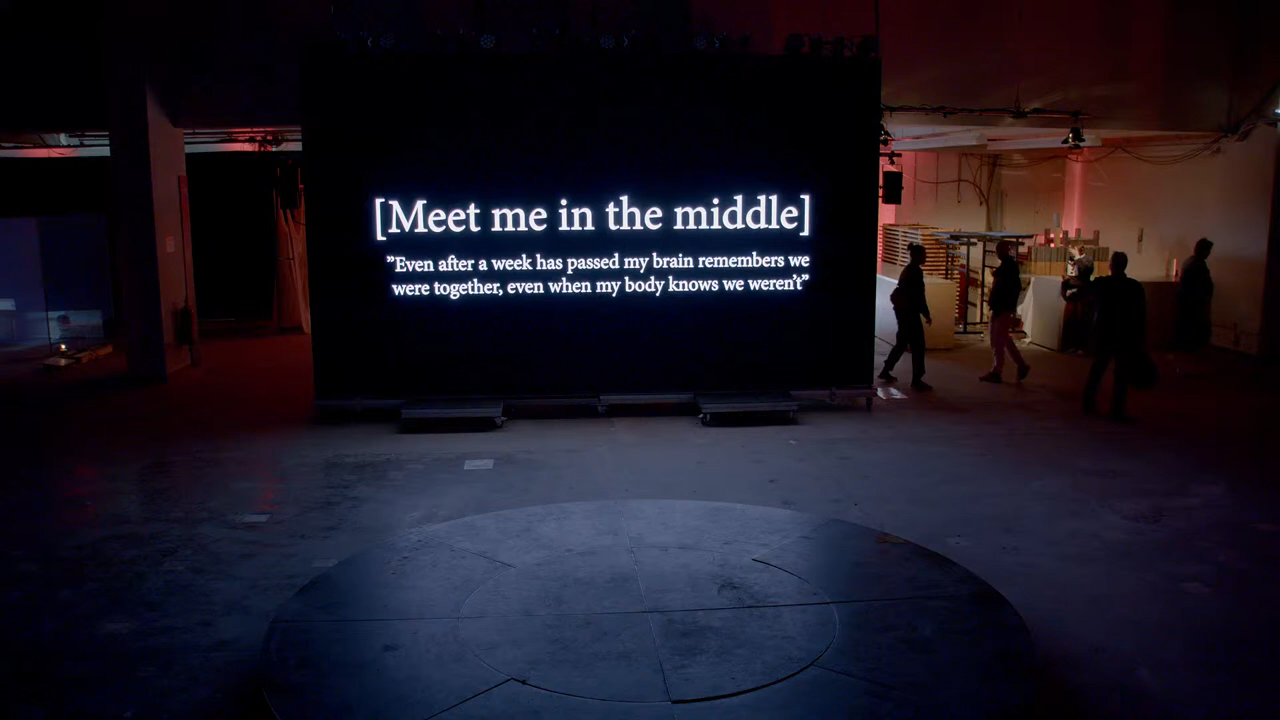 [Meet me in the middle]
”Even after a week has passed my brain remembers we
were together, even when my body knows we weren’t”